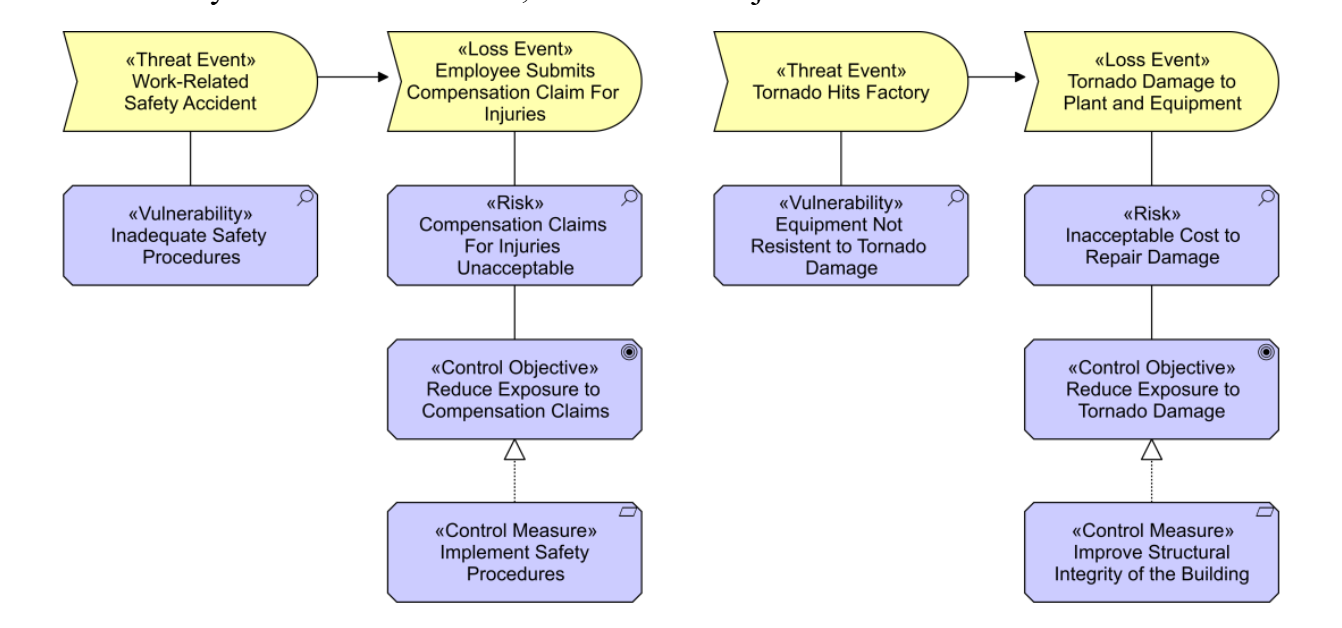 «Threat Event»
Work-Related
Safety Accident
«Loss Event»
Employee Submits
Compensation Claim For
Injuries
«Threat Event»
Tornado Hits Factory
«Loss Event»
Tornado Damage to
Plant and Equipment
«Vulnerability»
Inadequate Safety
Procedures
«Risk»
Compensation Claims
For Injuries
Unacceptable
«Vulnerability»
Equipment Not
Resistent to Tornado
Damage
«Risk»
Inacceptable Cost to
Repair Damage
«Control Objective»
Reduce Exposure to
Compensation Claims
«Control Objective»
Reduce Exposure to
Tornado Damage
«Control Measure»
Implement Safety
Procedures
«Control Measure»
Improve Structural
Integrity of the Building